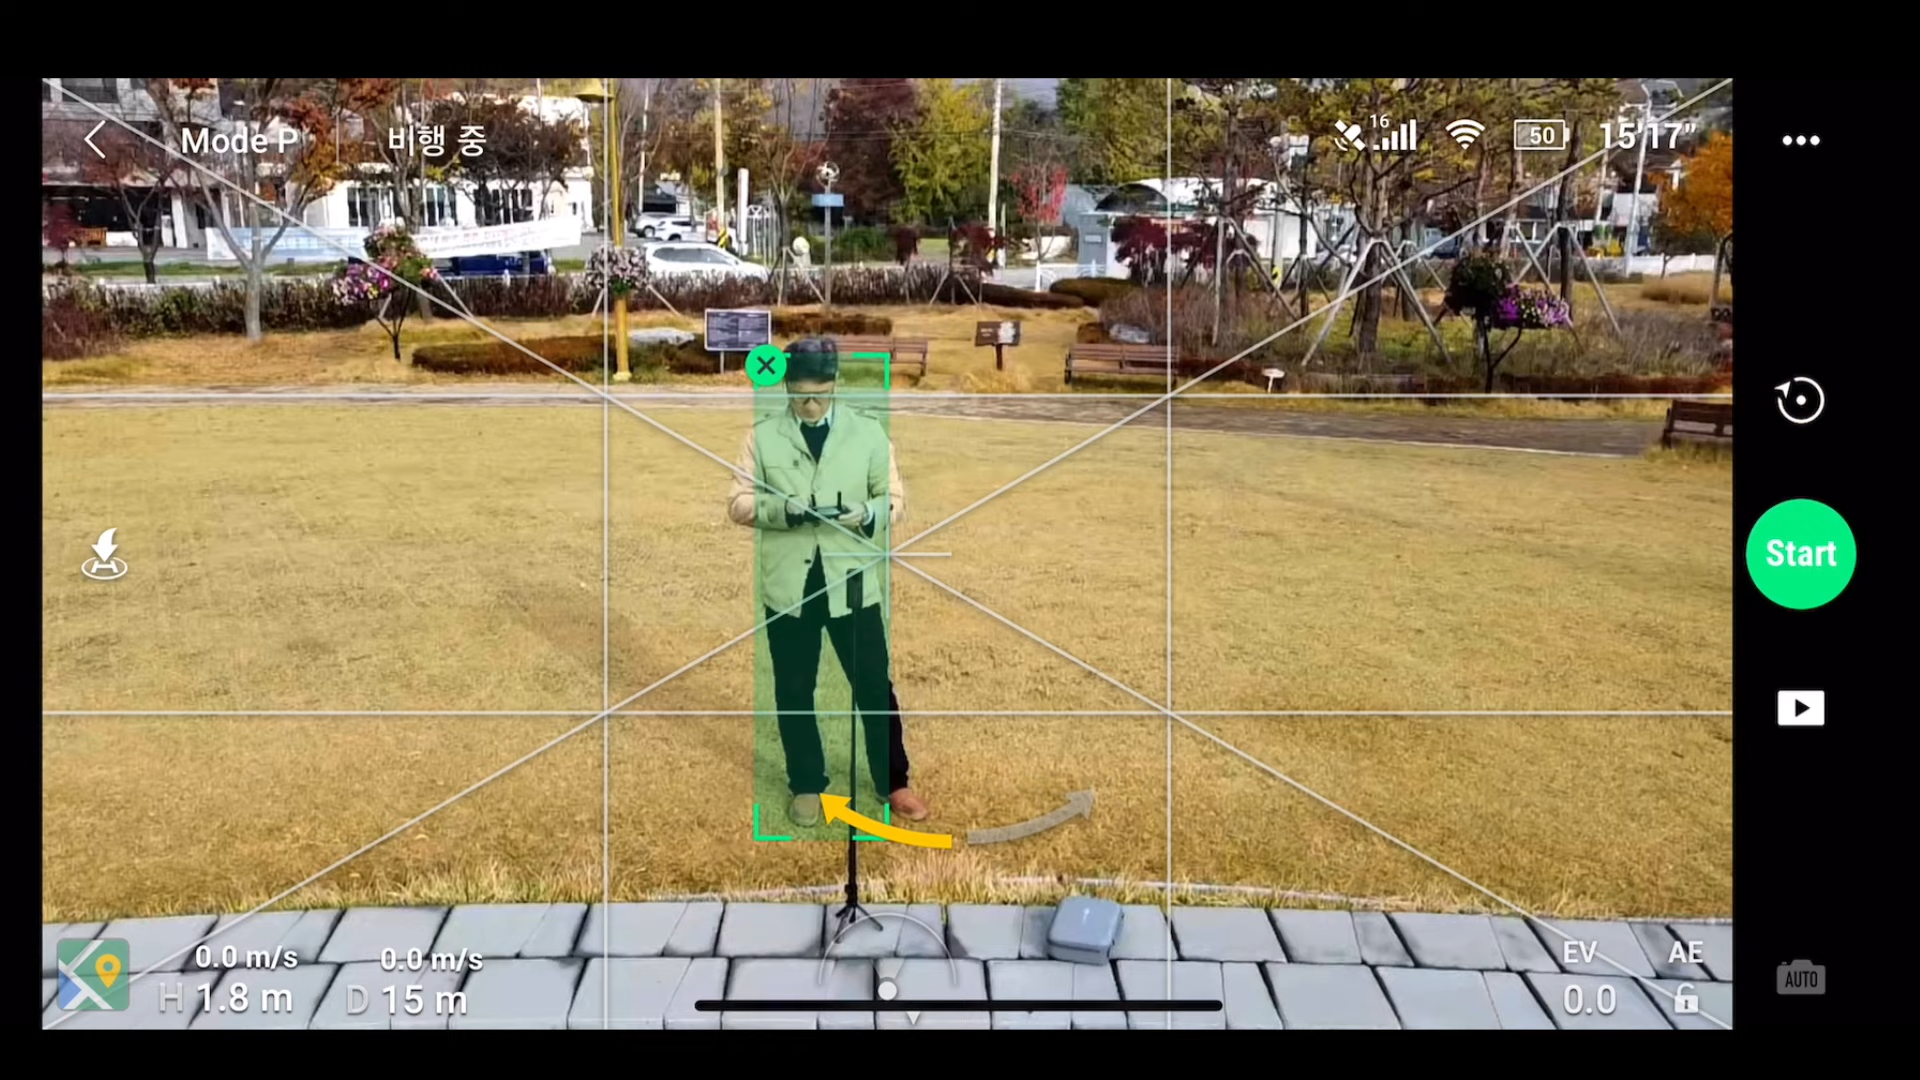 Mode P
비행 중
16
50
15'17"
Start
0.0 m/s
0.0 m/s
H 1.8 m
D 15 m
EV
AE
0.0
AUTO